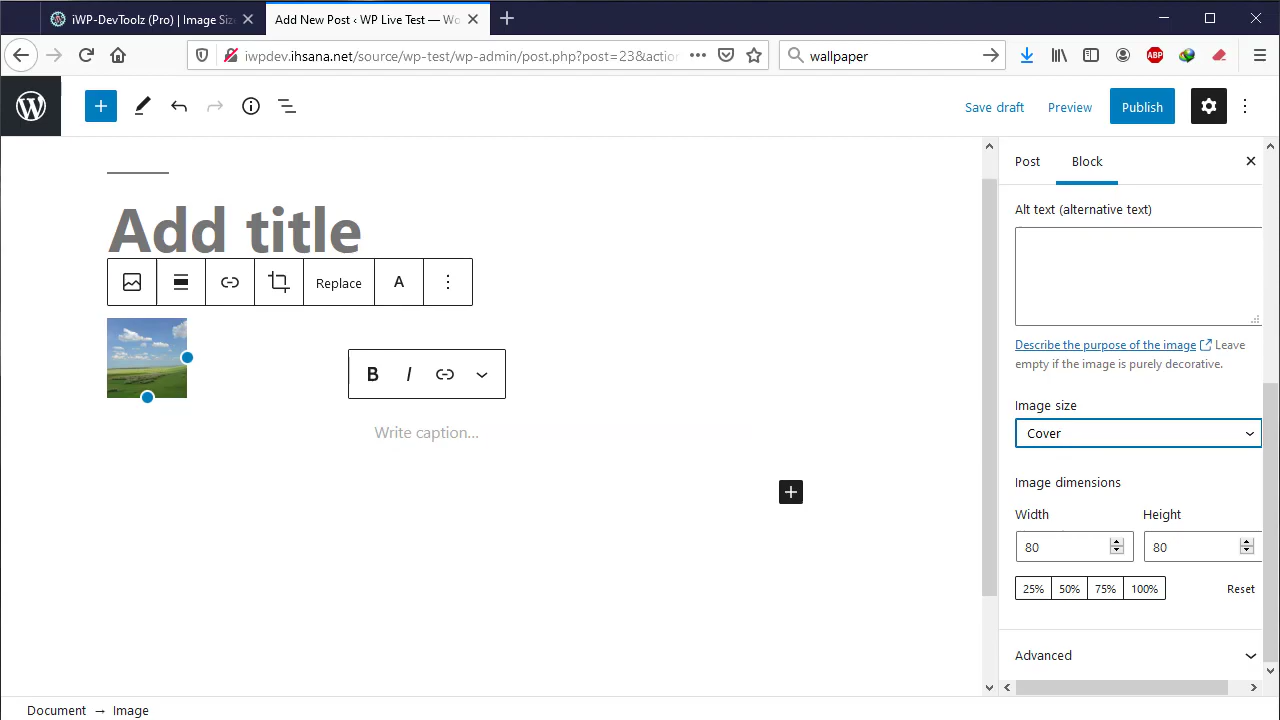 iWP-DevToolz (Pro) | Image Siz
Add New Post ‹ WP Live Test — Wo
iwpdev.ihsana.net/source/wp-test/wp-admin/post.php?post=23&actio
wallpaper
ABP
Save draft
Preview
Publish
Post
Block
Add title
Replace
A
B
I
Write caption...
Alt text (alternative text)
Describe the purpose of the image Leave
empty if the image is purely decorative.
Image size
Cover
Image dimensions
Width
Height
80
80
25%
50%
75%
100%
Reset
Advanced
Document → Image